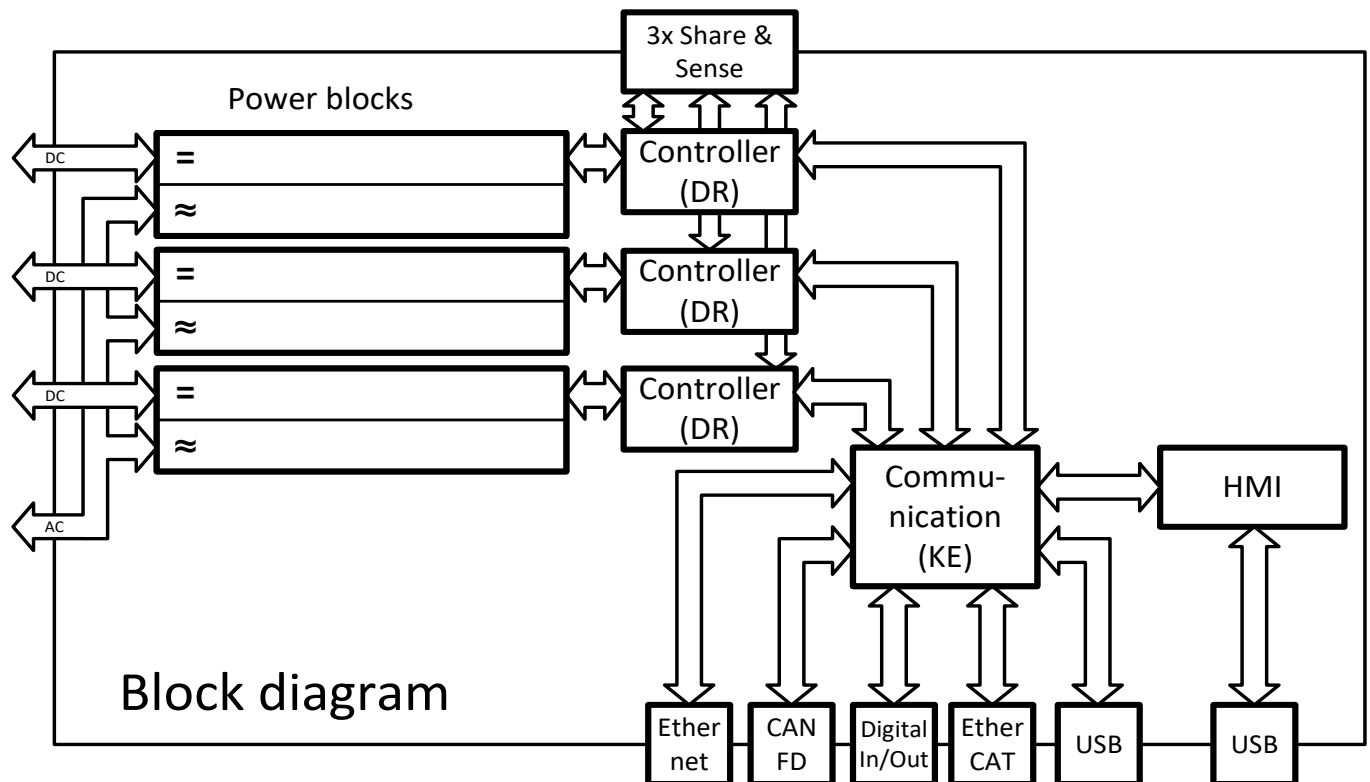 3x Share &
Sense
Power blocks
DC
=
≈
Controller
(DR)
DC
=
≈
Controller
(DR)
DC
=
≈
Controller
(DR)
AC
Commu-
nication
(KE)
HMI
Block diagram
Ether
net
CAN
FD
Digital
In/Out
Ether
CAT
USB
USB